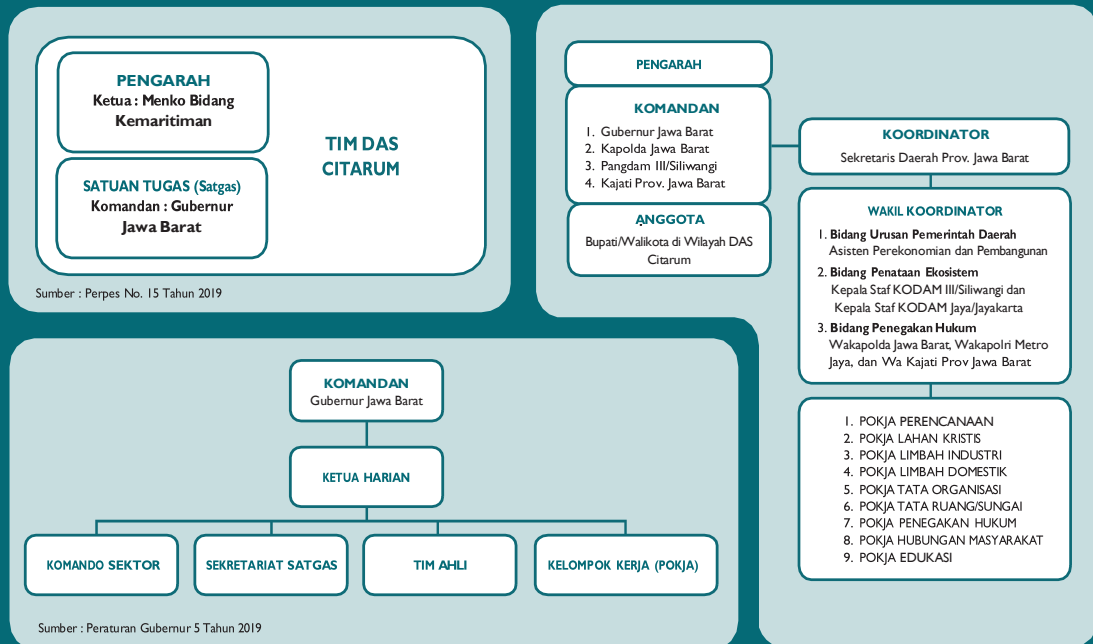 PENGARAH
Ketua : Menko Bidang
Kemaritiman
SATUAN TUGAS (Satgas)
Komandan : Gubernur
Jawa Barat
TIM DAS
CITARUM
Sumber : Perpes No. 15 Tahun 2019
PENGARAH
KOMANDAN
1. Gubernur Jawa Barat
2. Kapolda Jawa Barat
3. Pangdam III/Siliwangi
4. Kajati Prov. Jawa Barat
ANGGOTA
Bupati/Walikota di Wilayah DAS
Citarum
KOORDINATOR
Sekretaris Daerah Prov. Jawa Barat
WAKIL KOORDINATOR
1. Bidang Urusan Pemerintah Daerah
Asisten Perekonomian dan Pembangunan
2. Bidang Penataan Ekosistem
Kepala Staf KODAM III/Siliwangi dan
Kepala Staf KODAM Jaya/Jayakarta
3. Bidang Penegakan Hukum
Wakapolda Jawa Barat, Wakapolri Metro
Jaya, dan Wa Kajati Prov Jawa Barat
1. POKJA PERENCANAAN
2. POKJA LAHAN KRISTIS
3. POKJA LIMBAH INDUSTRI
4. POKJA LIMBAH DOMESTIK
5. POKJA TATA ORGANISASI
6. POKJA TATA RUANG/SUNGAI
7. POKJA PENEGAKAN HUKUM
8. POKJA HUBUNGAN MASYARAKAT
9. POKJA EDUKASI
KOMANDAN
Gubernur Jawa Barat
KETUA HARIAN
KOMANDO SEKTOR
SEKRETARIAT SATGAS
TIM AHLI
KELOMPOK KERJA (POKJA)
Sumber : Peraturan Gubernur 5 Tahun 2019